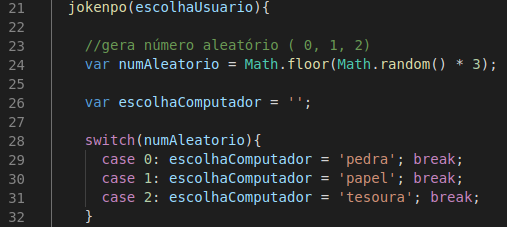 21 jokenpo(escolhaUsuario){
22
23 //gera número aleatório ( 0, 1, 2)
24 var numAleatorio = Math.floor(Math.random() * 3);
25
26 var escolhaComputador = '';
27
28 switch(numAleatorio){
29 case 0: escolhaComputador = 'pedra'; break;
30 case 1: escolhaComputador = 'papel'; break;
31 case 2: escolhaComputador = 'tesoura'; break;
32 }